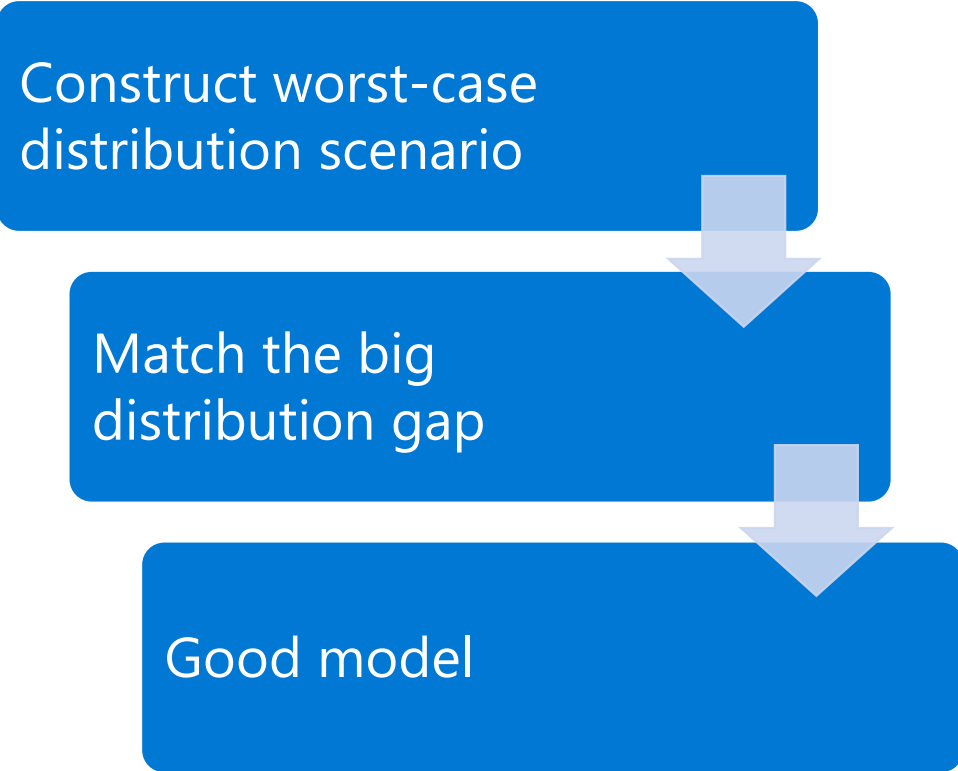 Construct worst-case
distribution scenario
Match the big
distribution gap
Good model